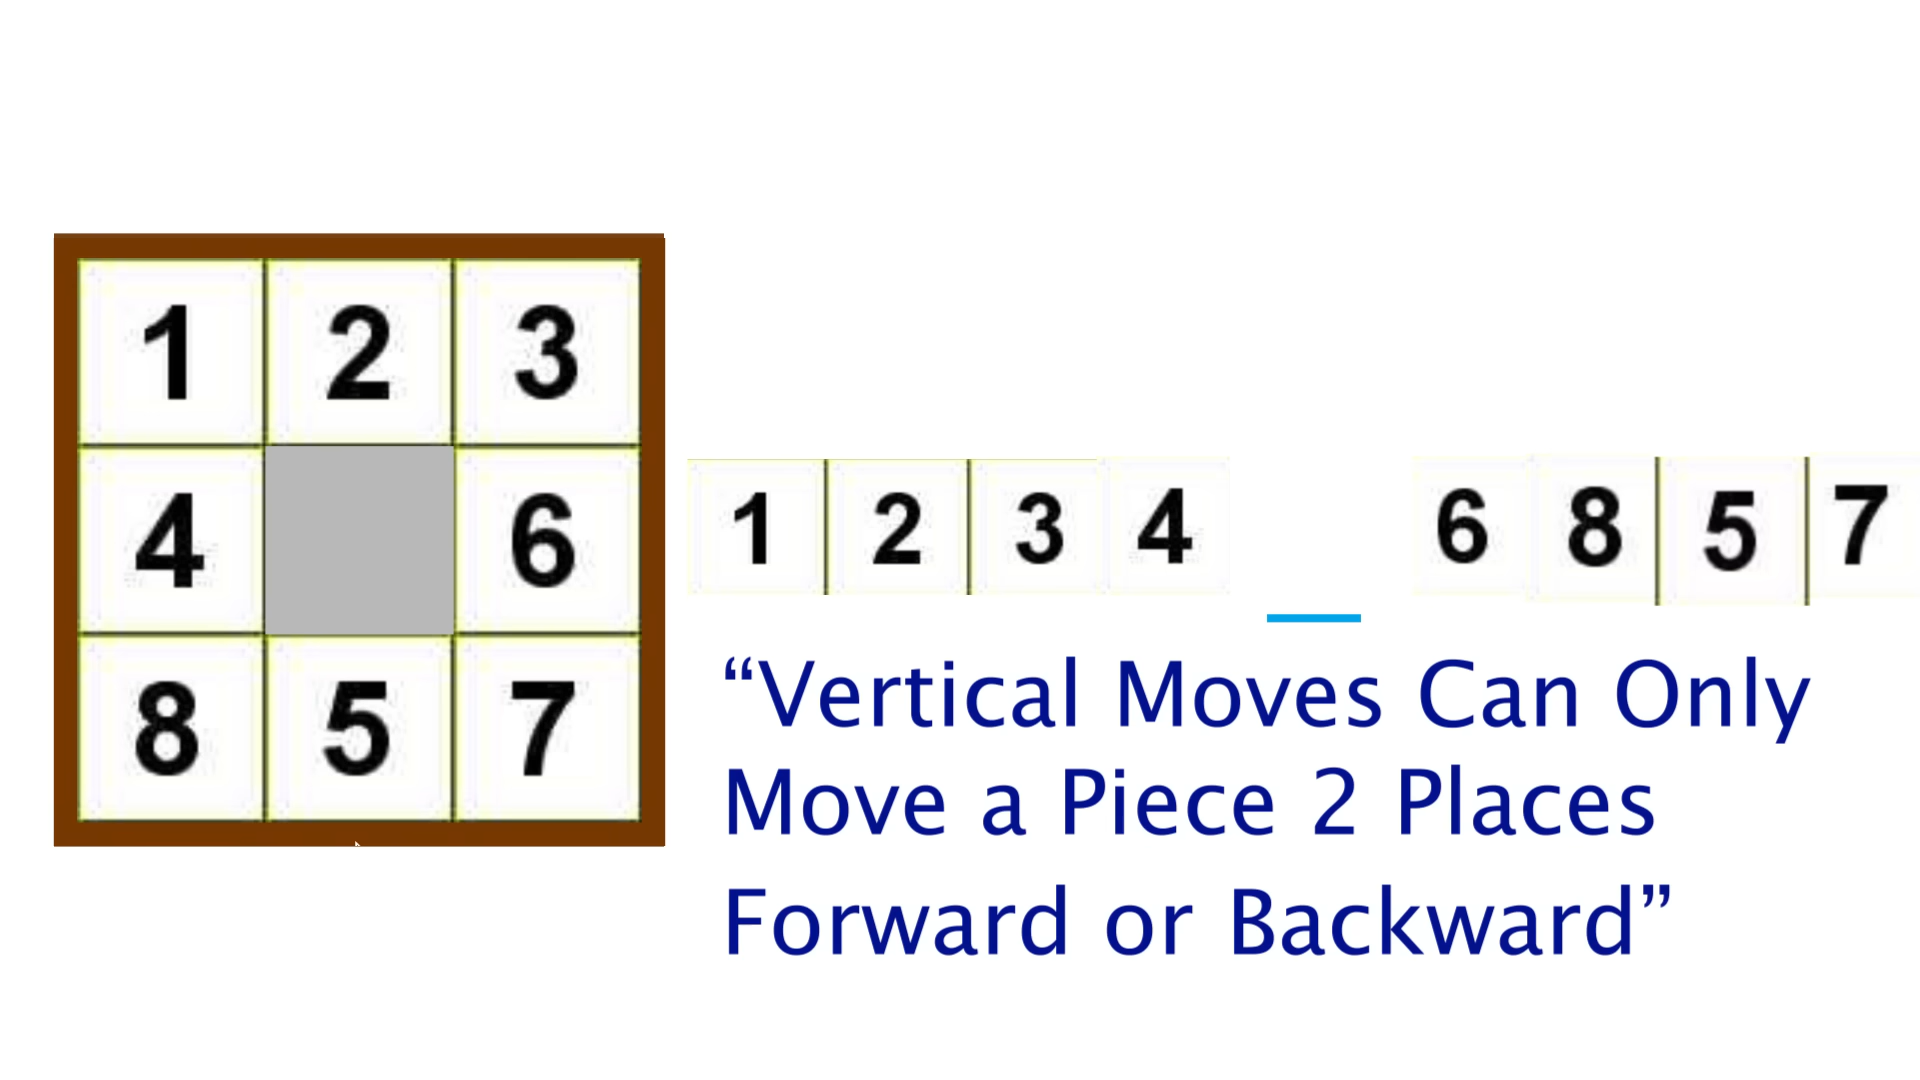 1 2 3
4 6
8 5 7
1 2 3 4 6 8 5 7
“Vertical Moves Can Only
Move a Piece 2 Places
Forward or Backward”